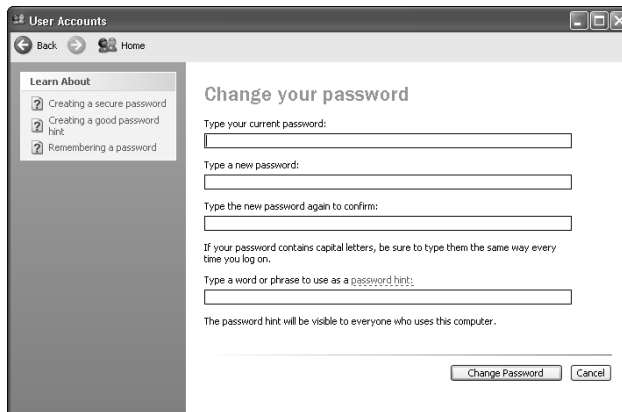 User Accounts
Back Home
Learn About
Creating a secure password
Creating a good password
hint
Remembering a password
Change your password
Type your current password:
Type a new password:
Type the new password again to confirm:
If your password contains capital letters, be sure to type them the same way every
time you log on.
Type a word or phrase to use as a password hint:
The password hint will be visible to everyone who uses this computer.
Change Password Cancel